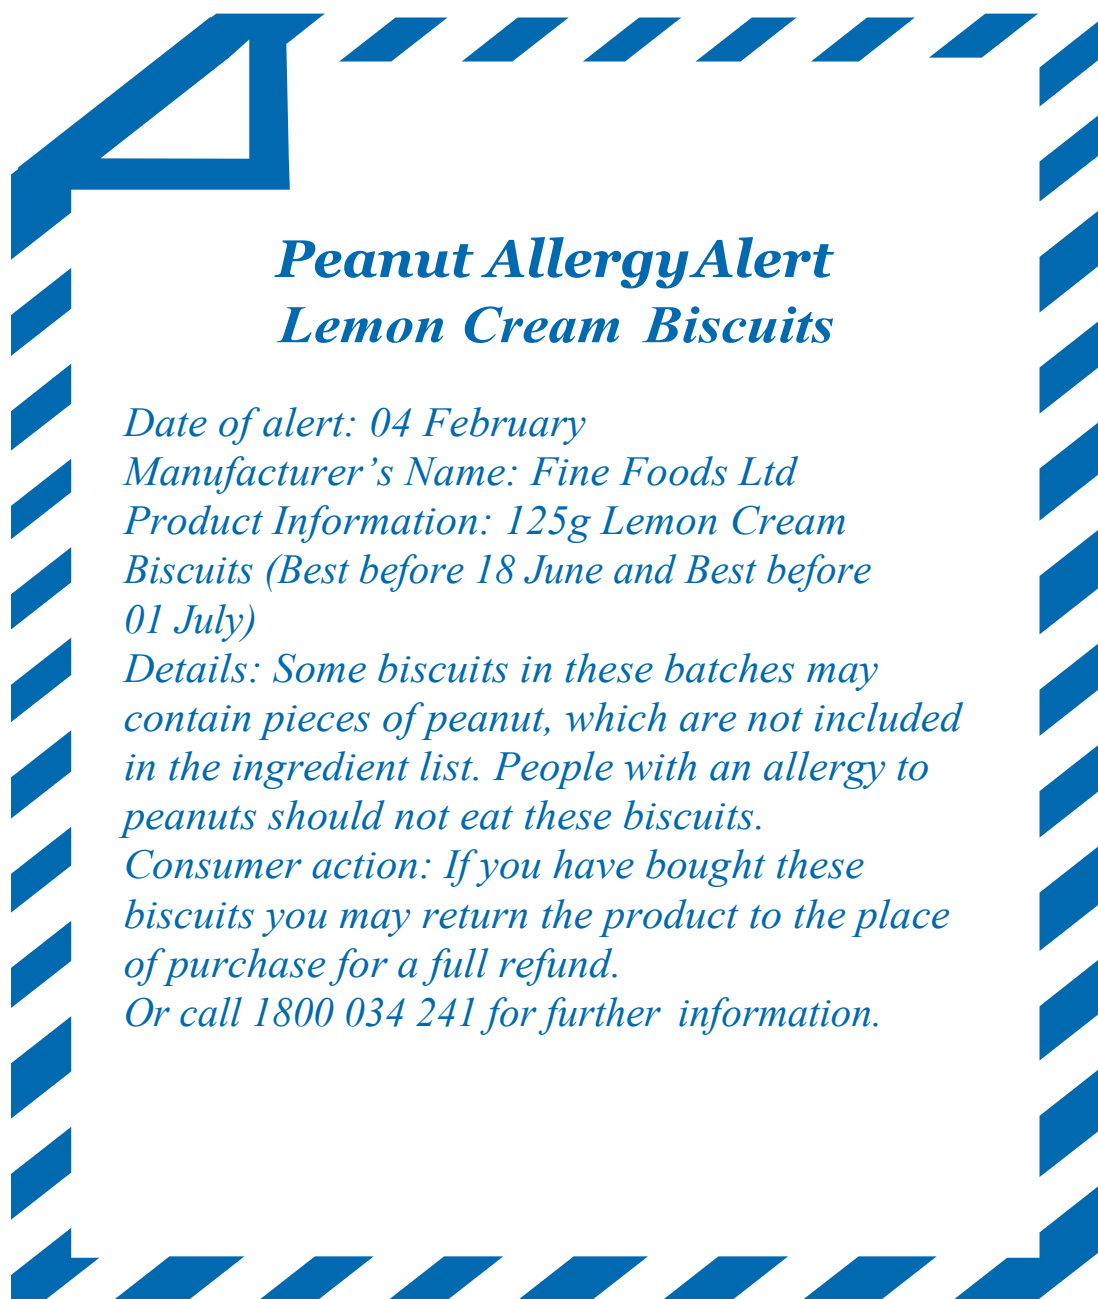 Peanut Allergy Alert
Lemon Cream Biscuits
Date of alert: 04 February
Manufacturer’s Name: Fine Foods Ltd
Product Information: 125g Lemon Cream
Biscuits (Best before 18 June and Best before
01 July)
Details: Some biscuits in these batches may
contain pieces of peanut, which are not included
in the ingredient list. People with an allergy to
peanuts should not eat these biscuits.
Consumer action: If you have bought these
biscuits you may return the product to the place
of purchase for a full refund.
Or call 1800 034 241 for further information.